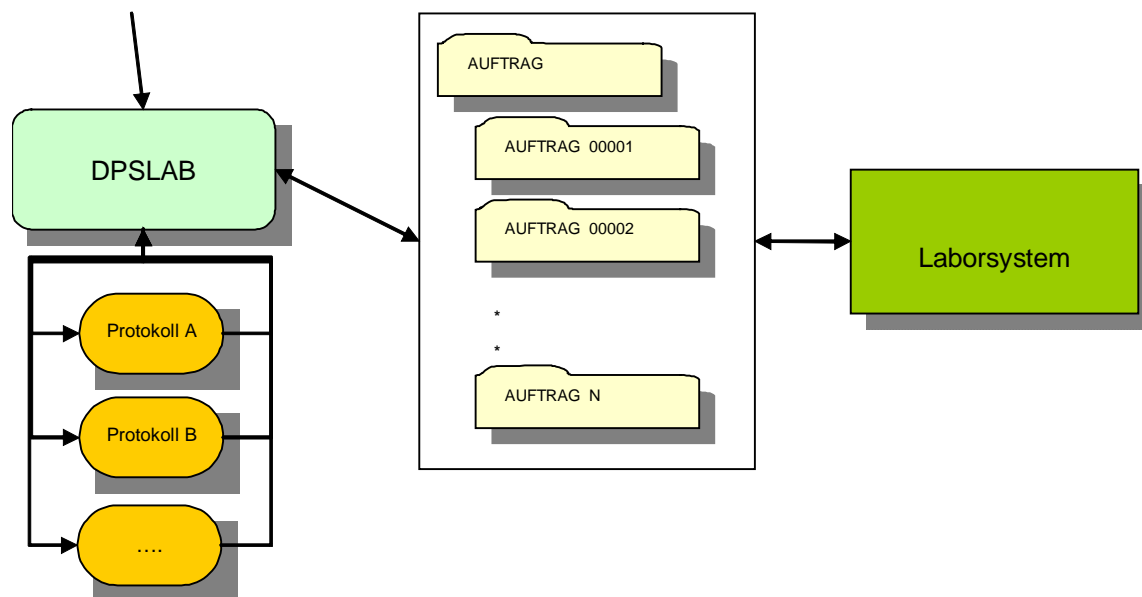 DPSLAB
Protokoll A
Protokoll B
....
AUFTRAG
AUFTRAG 00001
AUFTRAG 00002
*
*
AUFTRAG N
Laborsystem